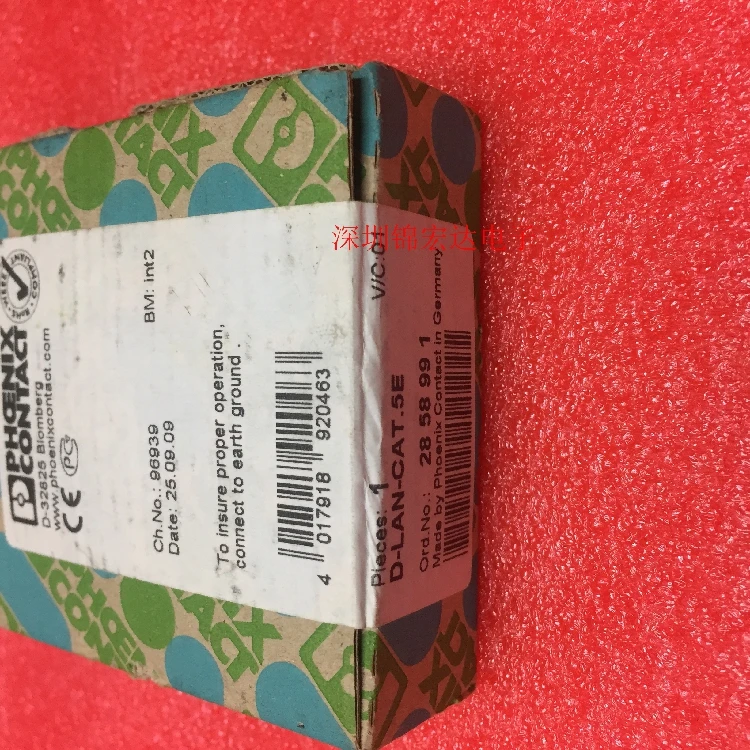 PHŒNIX
CONTACT
D-32825 Blomberg
www.phoenixcontact.com
CE
Ch.No.: 96939
BM: int2
Date: 25.09.09
To insure proper operation,
connect to earth ground .
4 017918 920463
Pieces: 1
V/C:
D-LAN-CAT.5E
Ord.No.: 28 58 99 1
Made by Phoenix Contact in Germany
深圳锦宏达